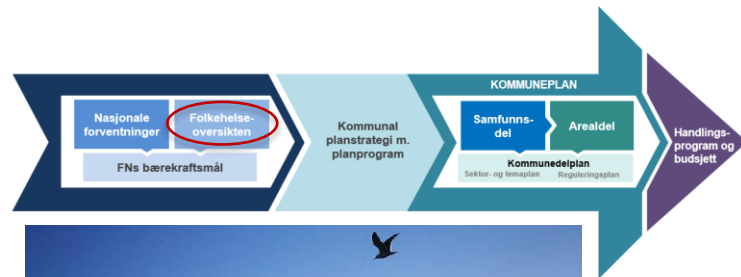 Nasjonale
forventninger
Folkehelse-
oversikten
FNs bærekraftsmål
Kommunal
planstrategi m.
planprogram
KOMMUNEPLAN
Samfunns-
del
Arealdel
Kommunedelplan
Sektor- og temaplan
Reguleringsplan
Handlings-
program og
budsjett